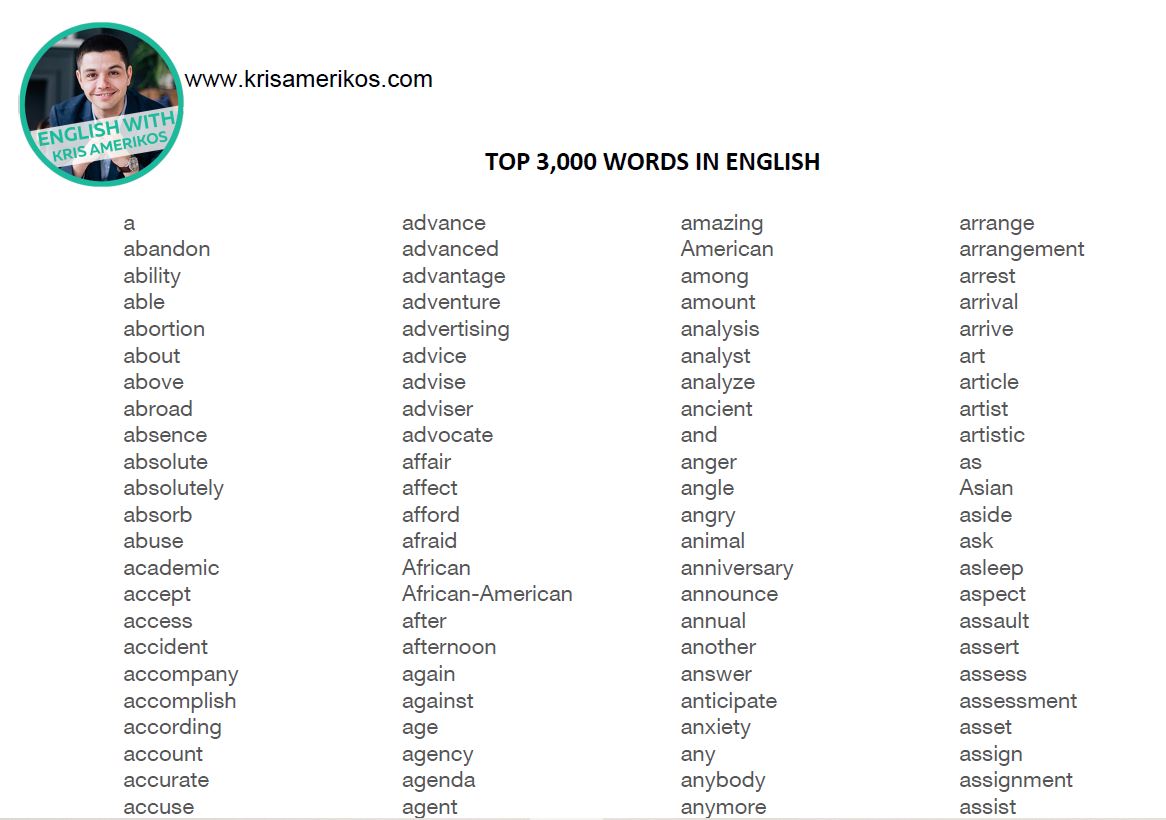 www.krisamerikos.com
ENGLISH WITH
KRIS AMERIKOS
TOP 3,000 WORDS IN ENGLISH
a
abandon
ability
able
abortion
about
above
abroad
absence
absolute
absolutely
absorb
abuse
academic
accept
access
accident
accompany
accomplish
according
account
accurate
accuse
advance
advanced
advantage
adventure
advertising
advice
advise
adviser
advocate
affair
affect
afford
afraid
African
African-American
after
afternoon
again
against
age
agency
agenda
agent
amazing
American
among
amount
analysis
analyst
analyze
ancient
and
anger
angle
angry
animal
anniversary
announce
annual
another
answer
anticipate
anxiety
any
anybody
anymore
arrange
arrangement
arrest
arrival
arrive
art
article
artist
artistic
as
Asian
aside
ask
asleep
aspect
assault
assert
assess
assessment
asset
assign
assignment
assist